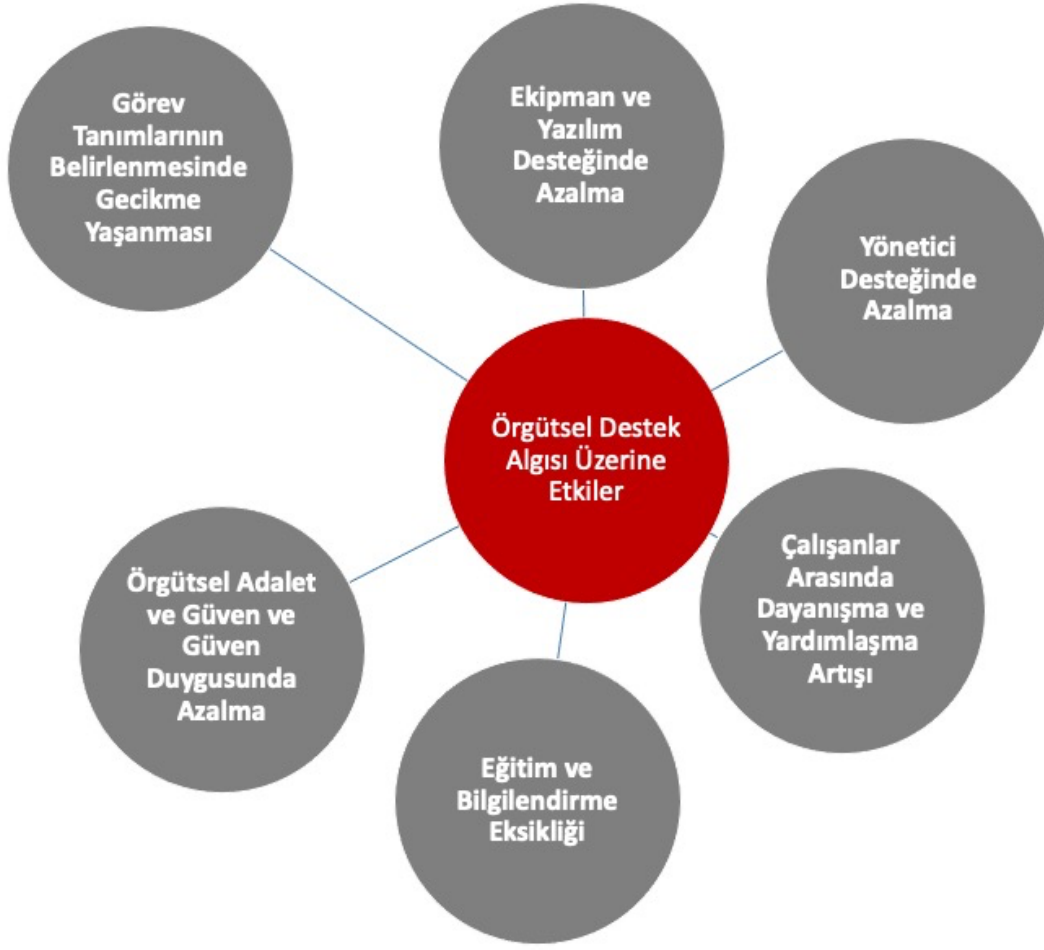 Görev
Tanımlarının
Belirlenmesinde
Gecikme
Yaşanması
Ekipman ve
Yazılım
Desteğinde
Azalma
Yönetici
Desteğinde
Azalma
Örgütsel Destek
Algısı Üzerine
Etkiler
Çalışanlar
Arasında
Dayanışma ve
Yardımlaşma
Artışı
Örgütsel Adalet
ve Güven ve
Güven
Duygusunda
Azalma
Eğitim ve
Bilgilendirme
Eksikliği